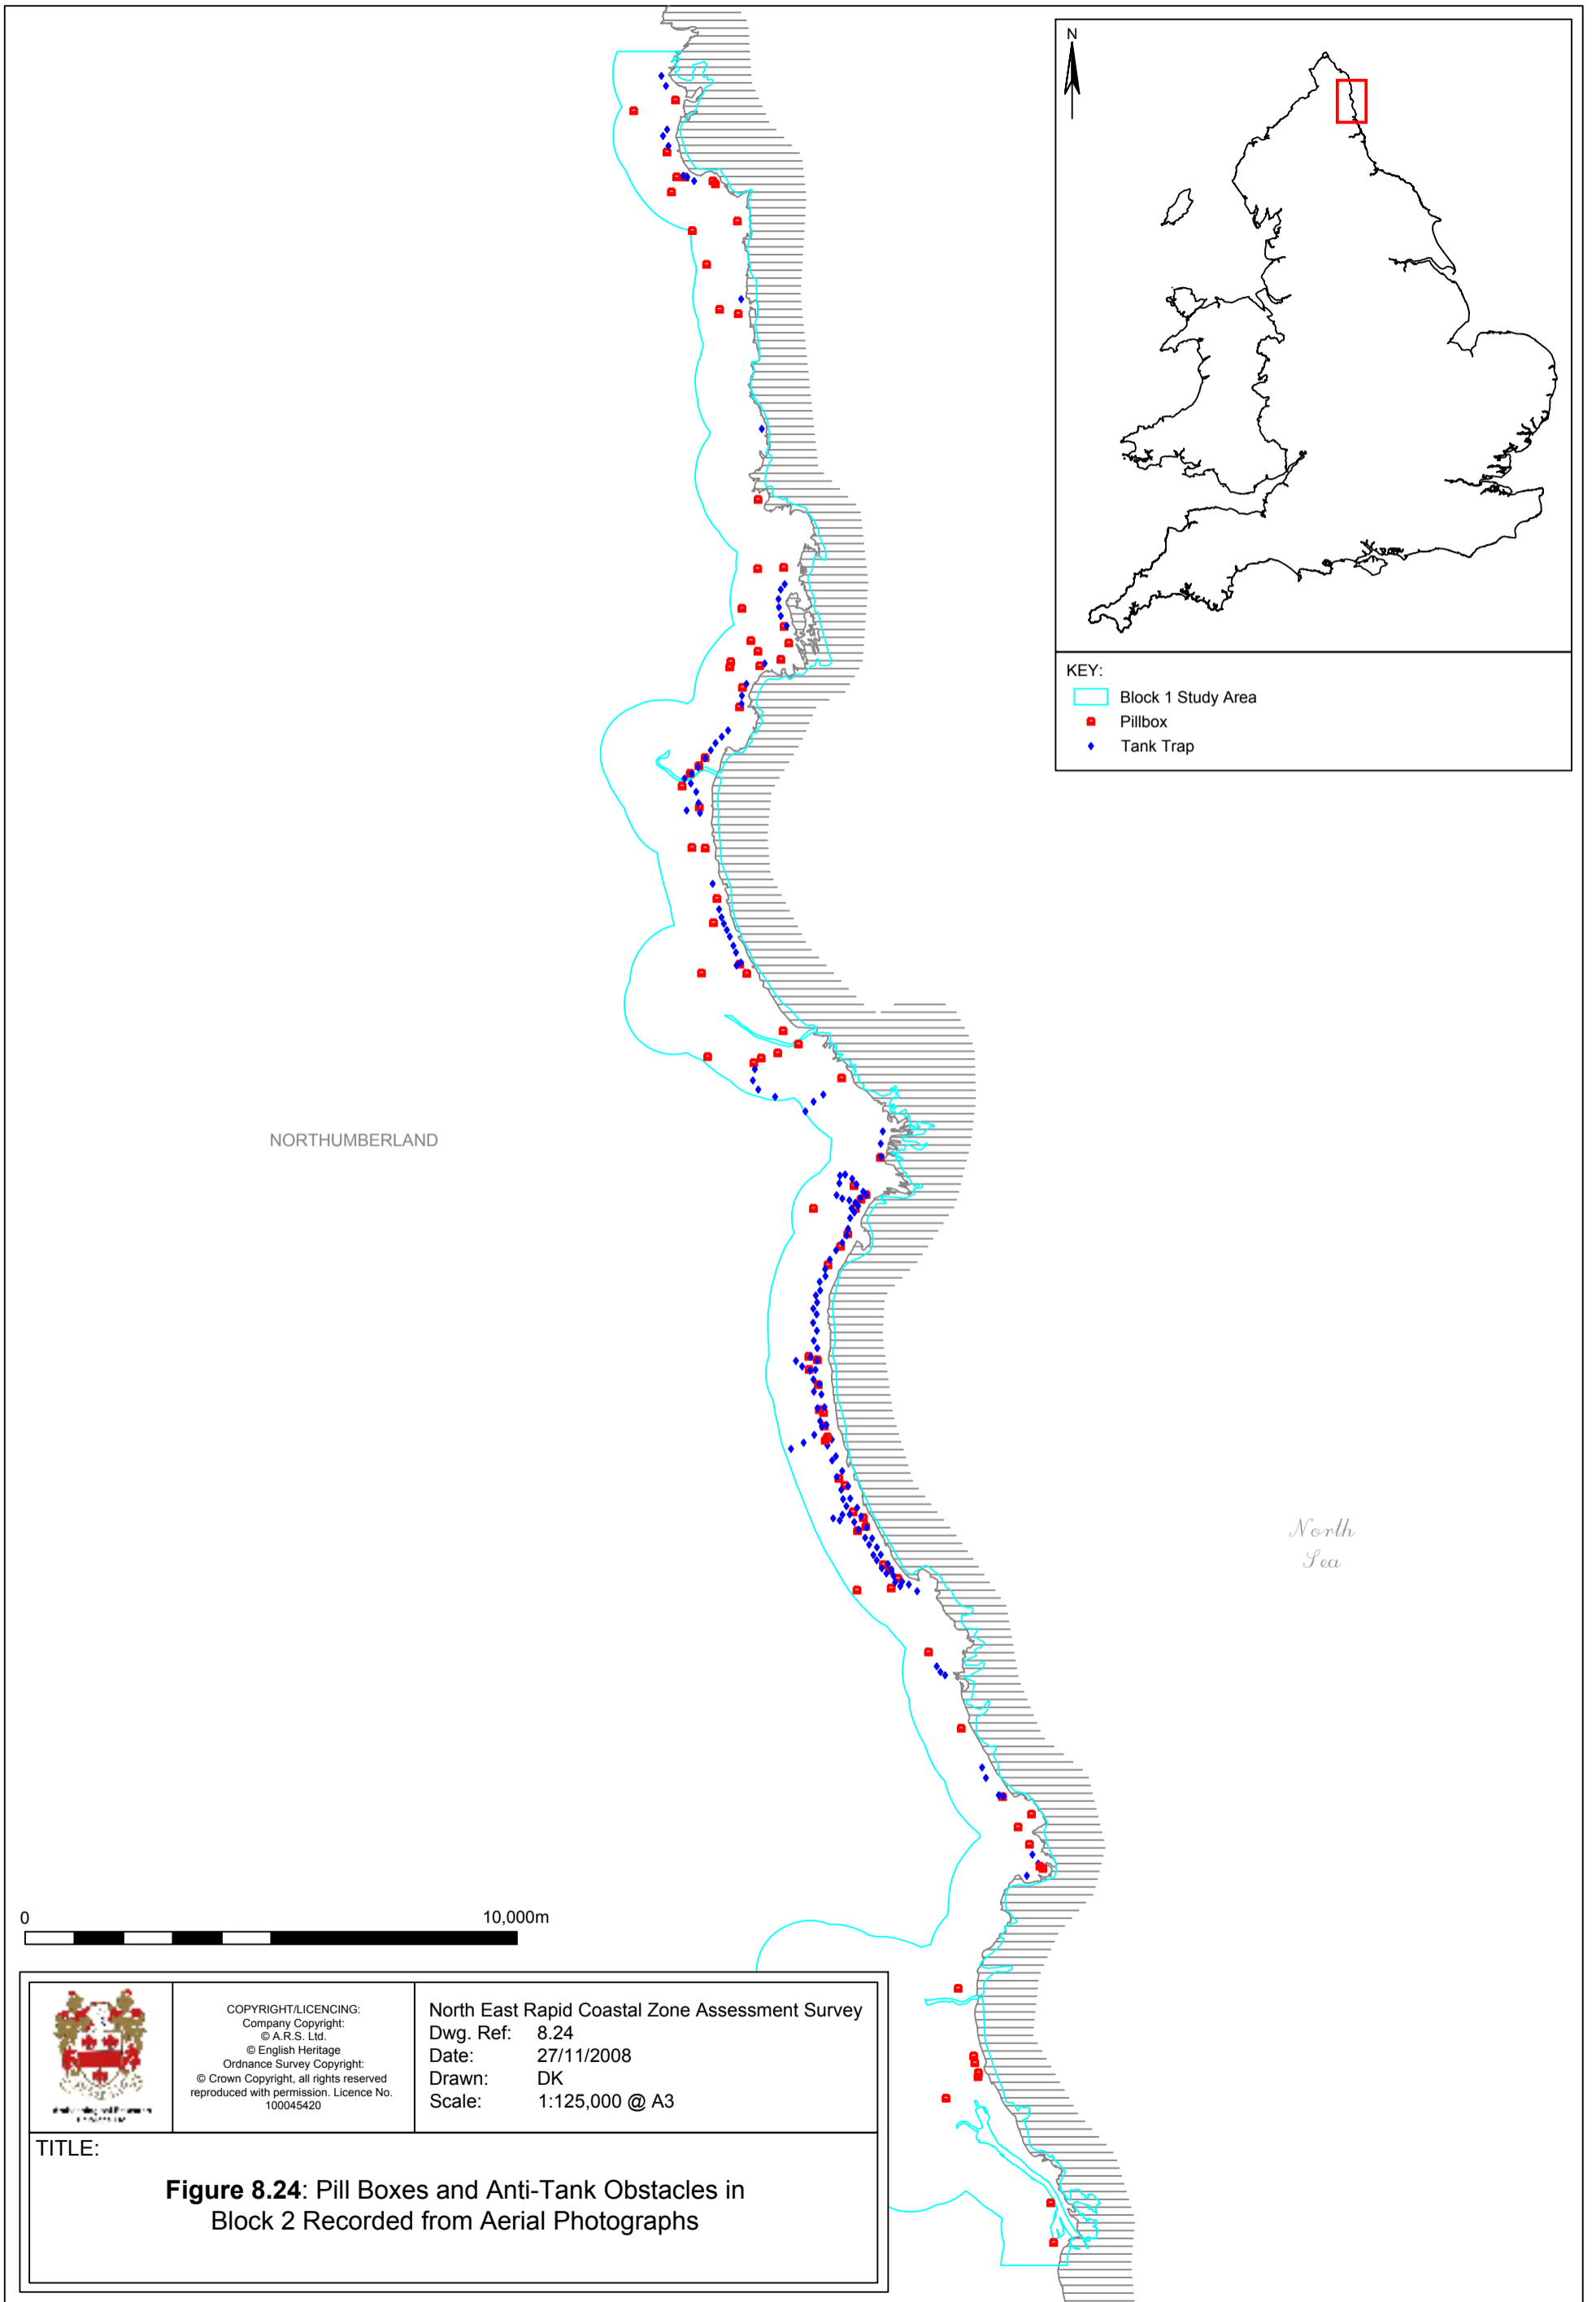 N
KEY:
Block 1 Study Area
Pillbox
Tank Trap
NORTHUMBERLAND
North
Sea
0 10,000m
COPYRIGHT/LICENCING:
Company Copyright:
© A.R.S. Ltd.
© English Heritage
Ordnance Survey Copyright:
© Crown Copyright, all rights reserved
reproduced with permission. Licence No.
100045420
North East Rapid Coastal Zone Assessment Survey
Dwg. Ref: 8.24
Date: 27/11/2008
Drawn: DK
Scale: 1:125,000 @ A3
TITLE:
Figure 8.24: Pill Boxes and Anti-Tank Obstacles in
Block 2 Recorded from Aerial Photographs